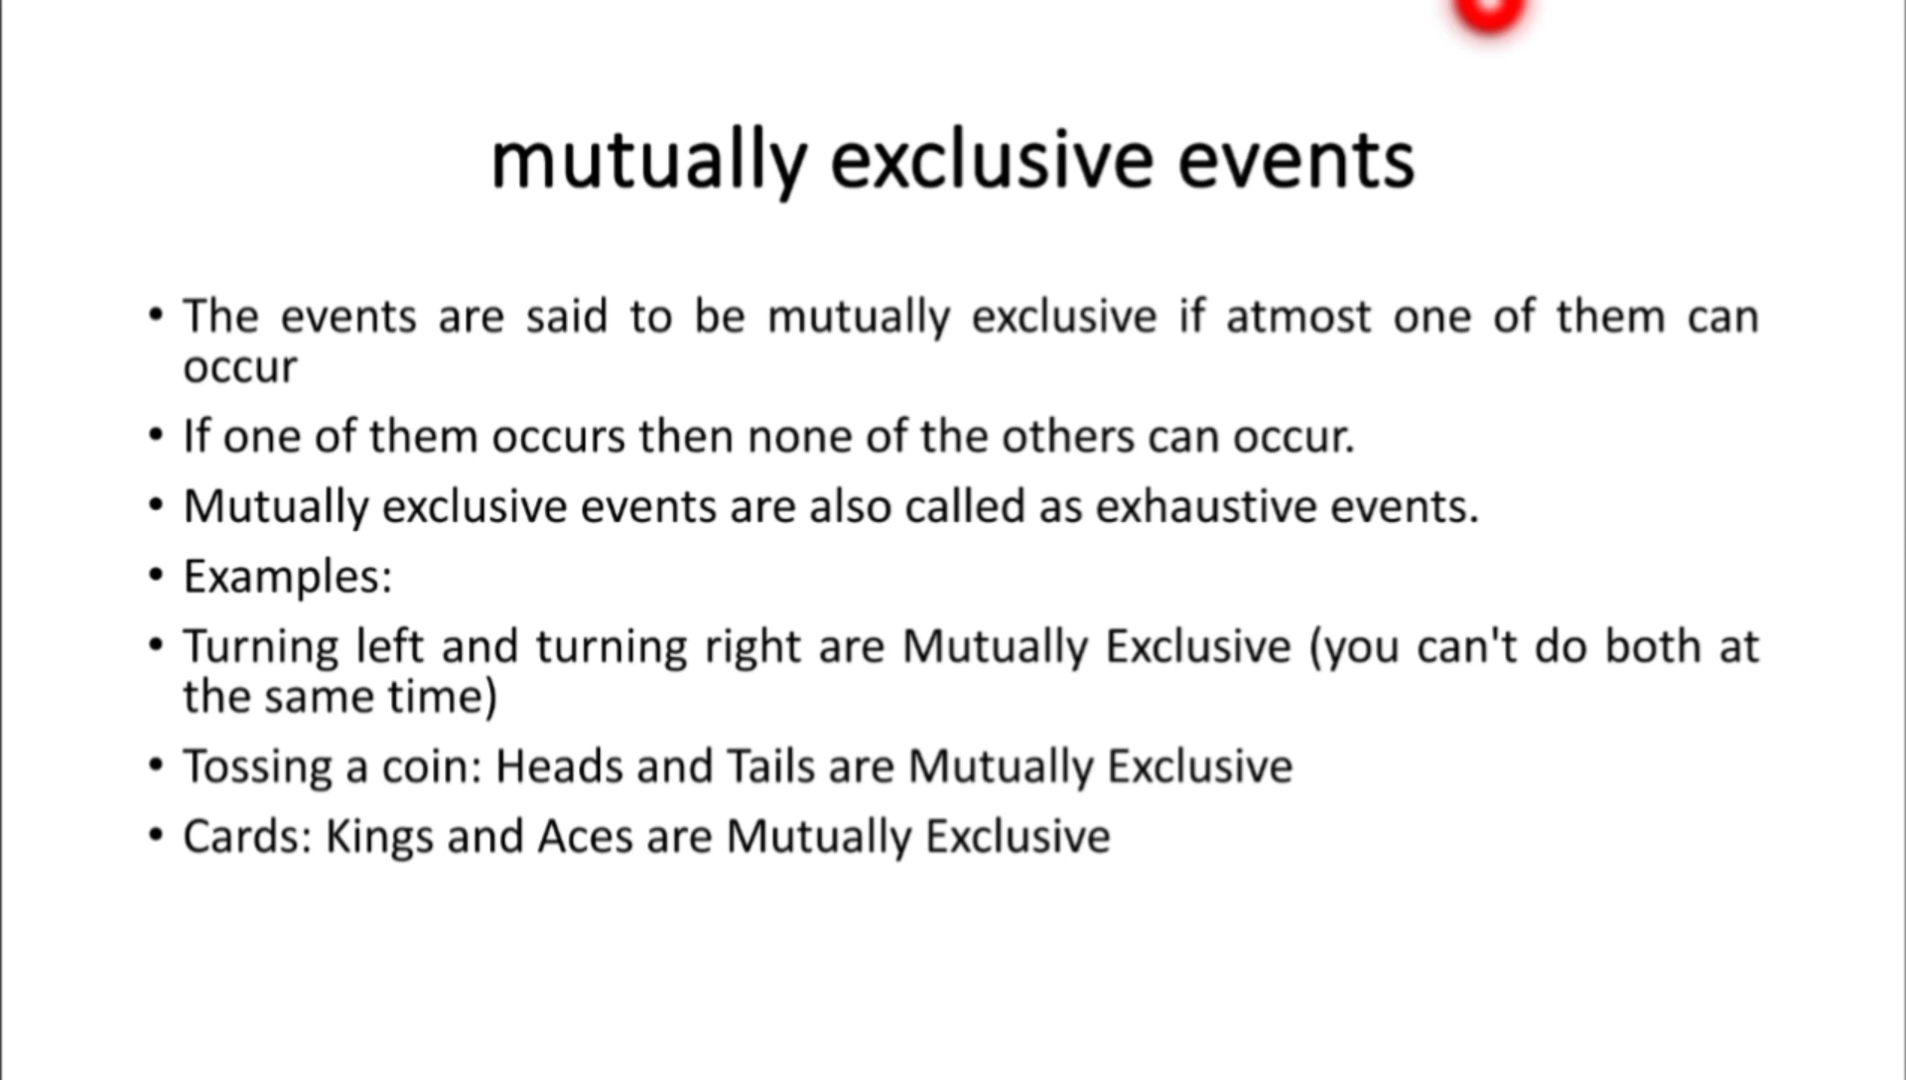 mutually exclusive events
• The events are said to be mutually exclusive if atmost one of them can
occur
• If one of them occurs then none of the others can occur.
• Mutually exclusive events are also called as exhaustive events.
• Examples:
• Turning left and turning right are Mutually Exclusive (you can't do both at
the same time)
• Tossing a coin: Heads and Tails are Mutually Exclusive
• Cards: Kings and Aces are Mutually Exclusive